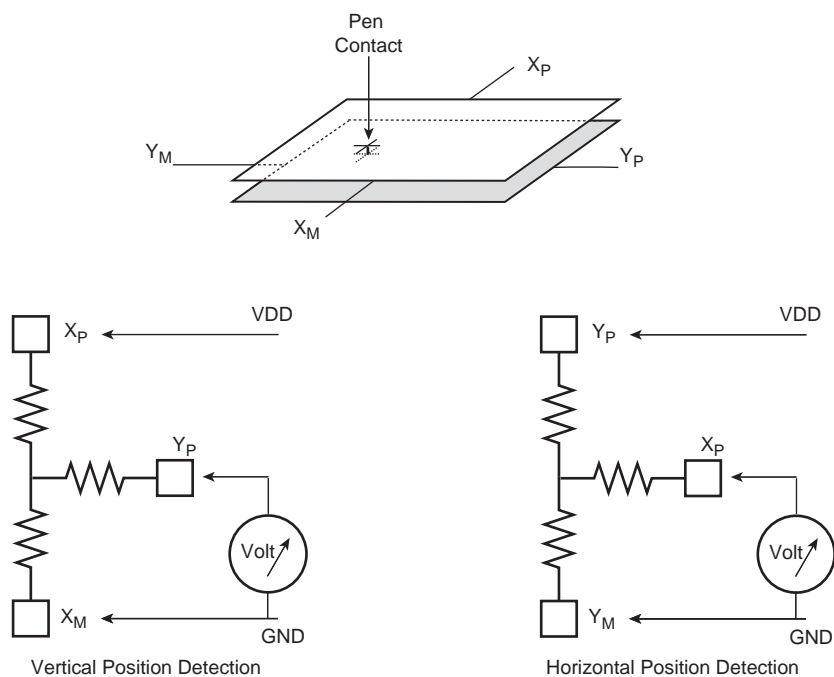 Pen
Contact
X_P
Y_M
Y_P
X_M
X_P
VDD
Y_P
Volt
X_M
GND
Vertical Position Detection
Y_P
VDD
X_P
Volt
Y_M
GND
Horizontal Position Detection